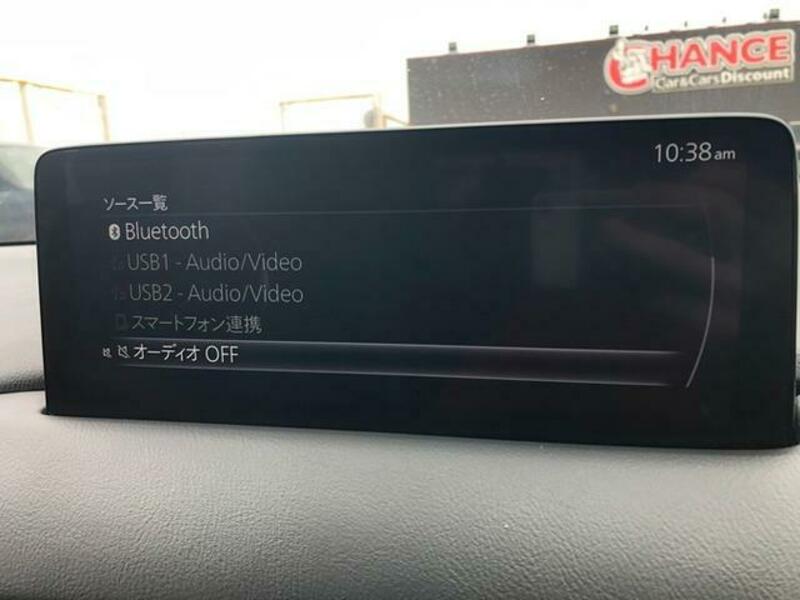 CHANCE
Car&Cars Discount
10:38 am
ソース一覧
Bluetooth
USB1 - Audio/Video
USB2 - Audio/Video
スマートフォン連携
オーディオ OFF